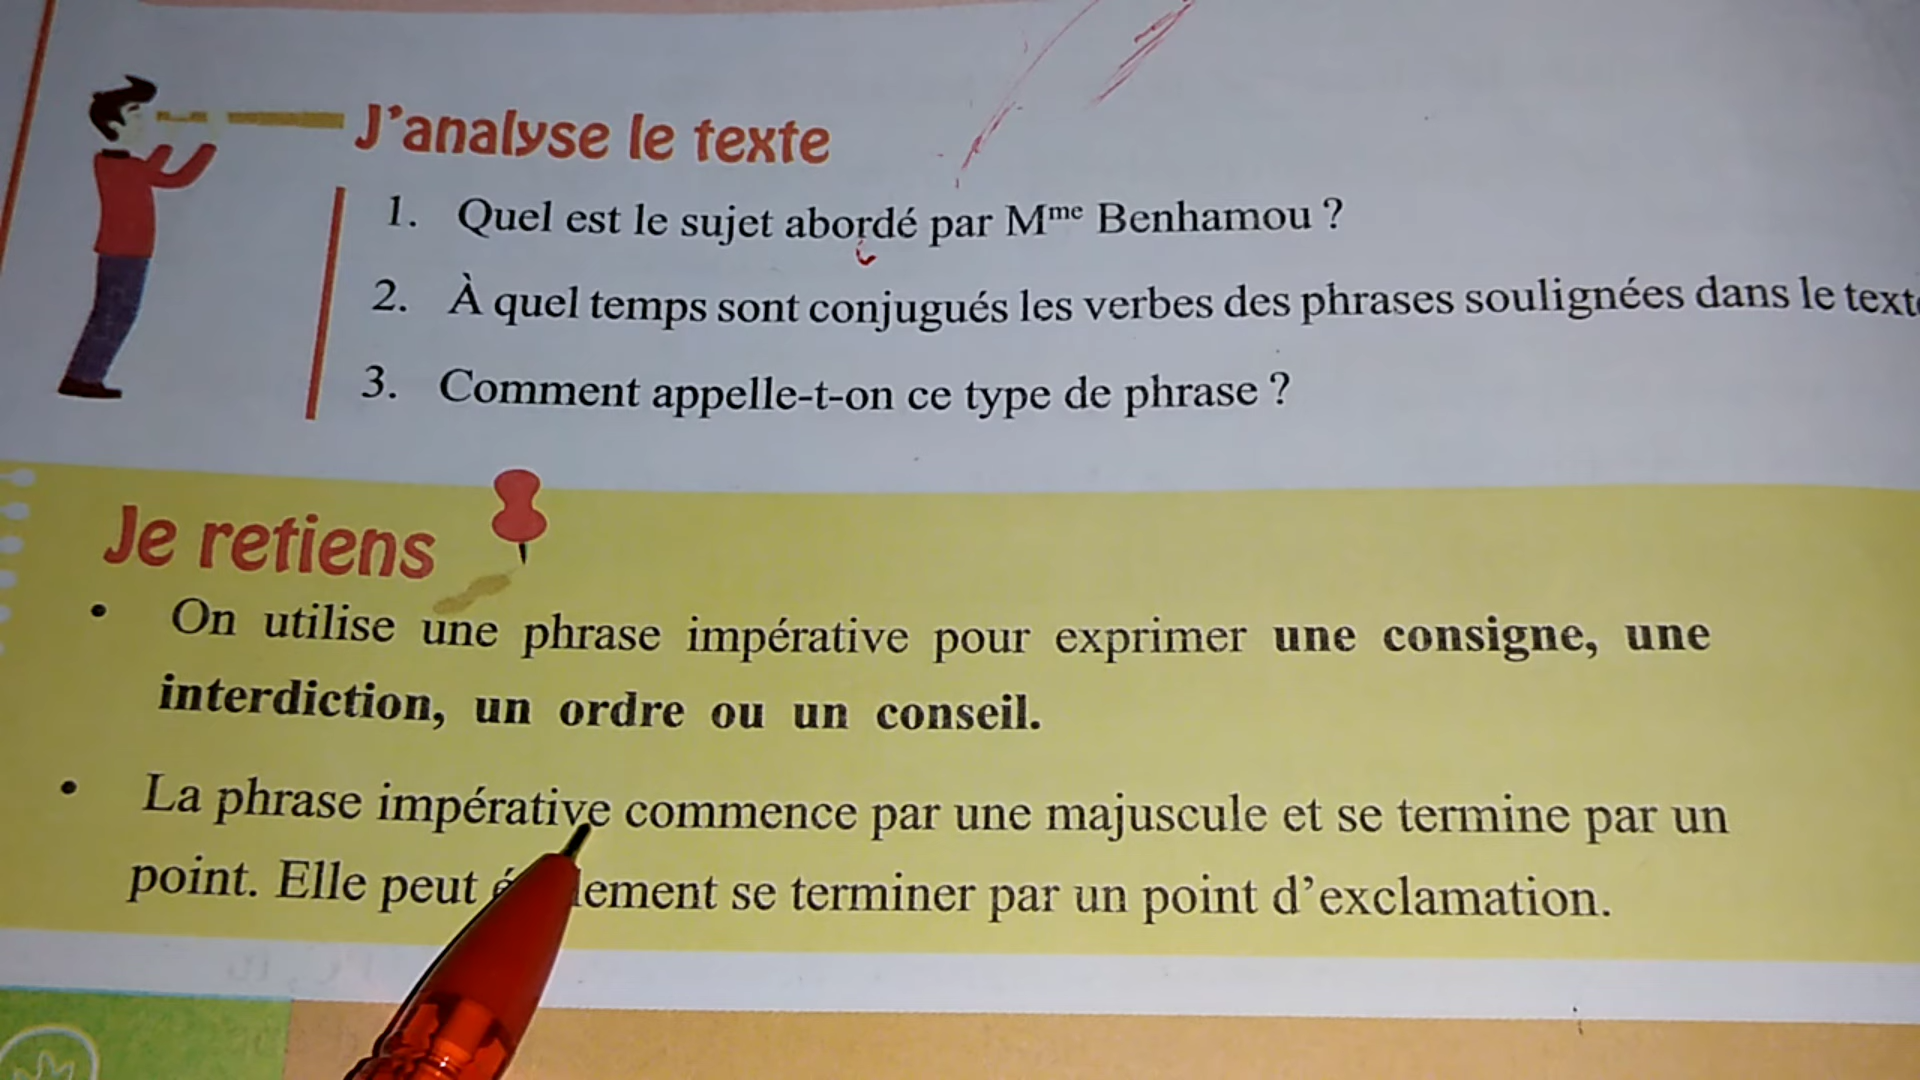 J'analyse le texte
1. Quel est le sujet abordé par Mme Benhamou ?
2. À quel temps sont conjugués les verbes des phrases soulignées dans le
3. Comment appelle-t-on ce type de phrase ?
Je retiens
• On utilise une phrase impérative pour exprimer une consigne, une
interdiction, un ordre ou un conseil.
• La phrase impérative commence par une majuscule et se termine par un
point. Elle peut se terminer par un point d'exclamation.